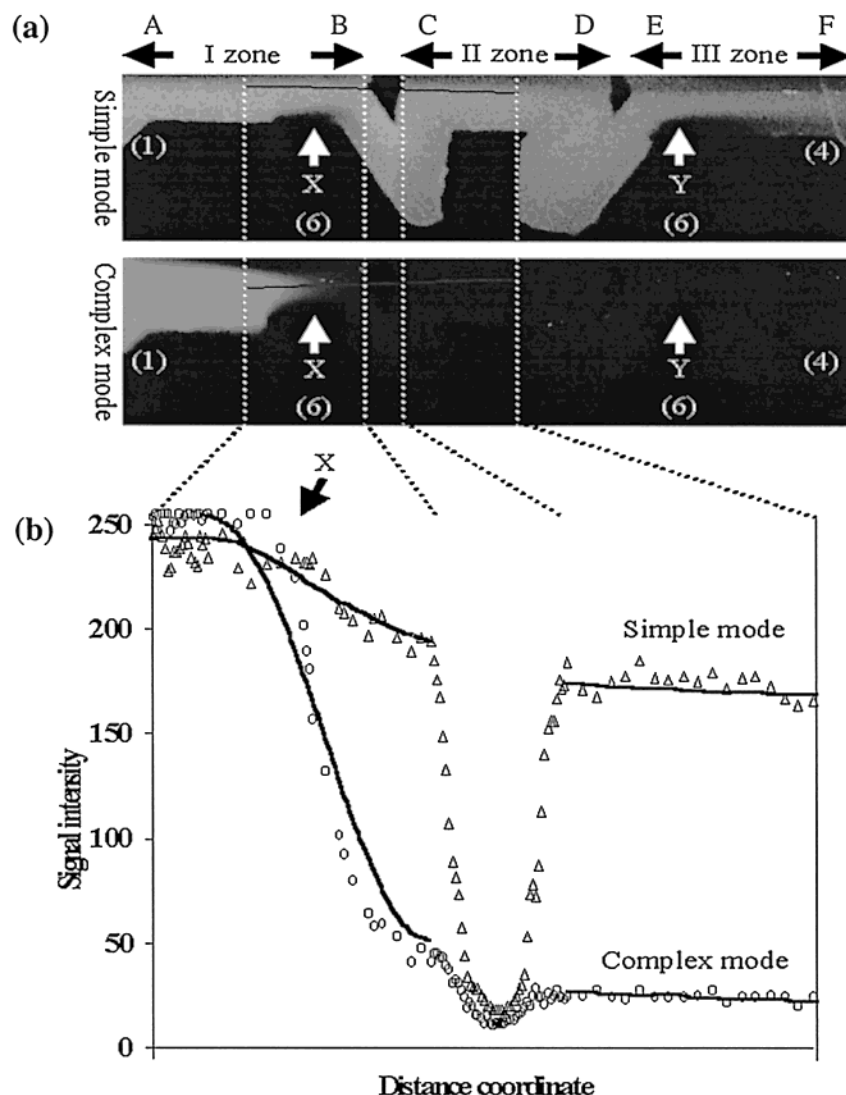 (a)
A B C D E F
I zone II zone III zone
Simple mode
(1) X (6) Y (6) (4)
Complex mode
(1) X (6) Y (6) (4)
(b)
X
Signal intensity
250
200
150
100
50
0
Simple mode
Complex mode
Distance coordinate